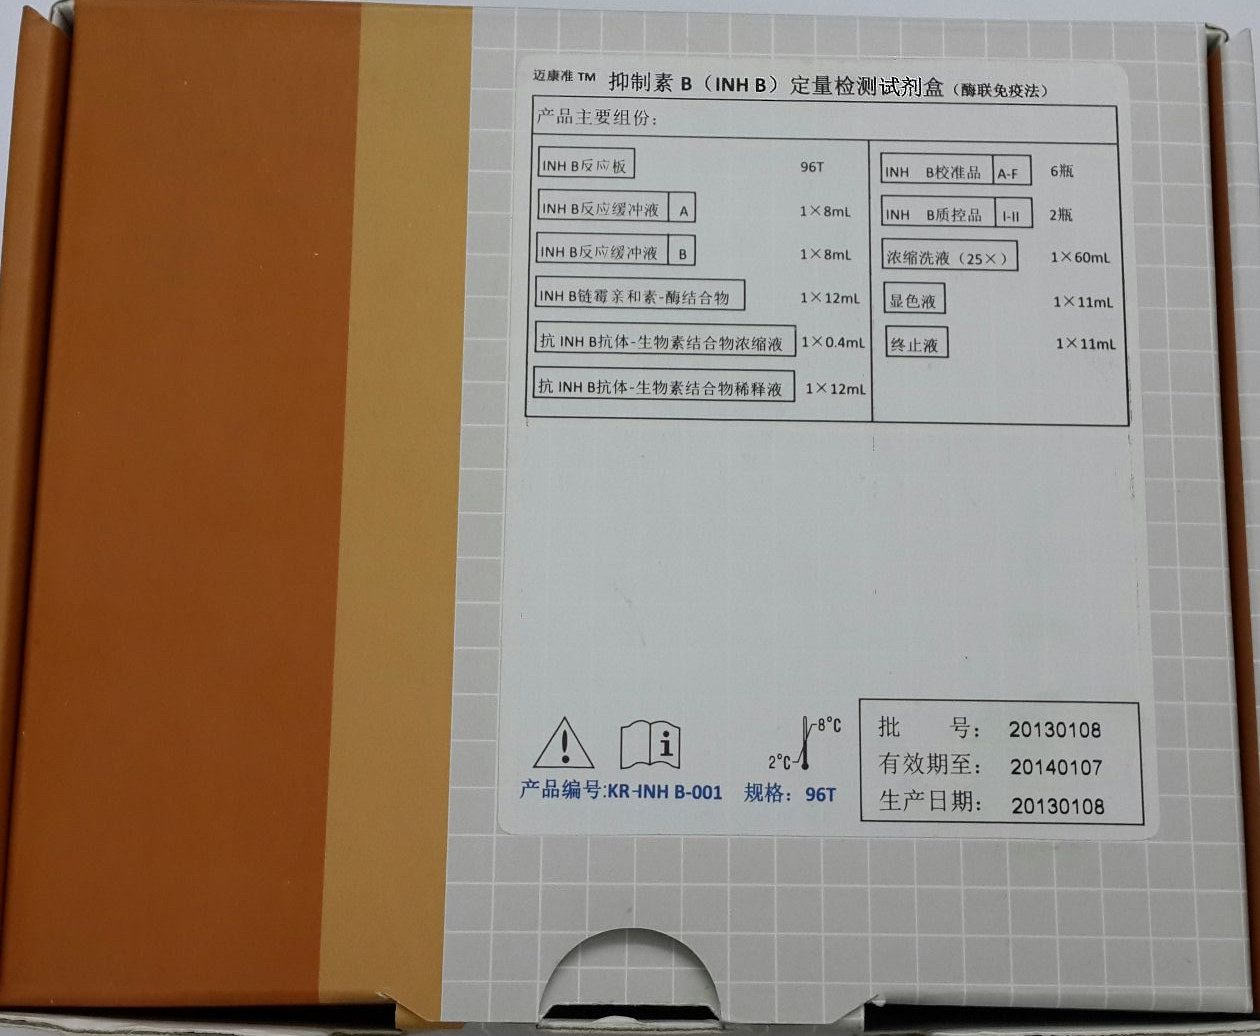 迈康准™ 抑制素 B（INH B）定量检测试剂盒（酶联免疫法）
产品主要组份：
INH B反应板 96T
INH B反应缓冲液 A 1×8mL
INH B反应缓冲液 B 1×8mL
INH B链霉亲和素-酶结合物 1×12mL
抗 INH B抗体-生物素结合物浓缩液 1×0.4mL
抗 INH B抗体-生物素结合物稀释液 1×12mL
INH B校准品 A-F 6瓶
INH B质控品 I-II 2瓶
浓缩洗液（25×） 1×60mL
显色液 1×11mL
终止液 1×11mL
2°C 8°C
产品编号:KR-INH B-001 规格：96T
批 号： 20130108
有效期至： 20140107
生产日期： 20130108